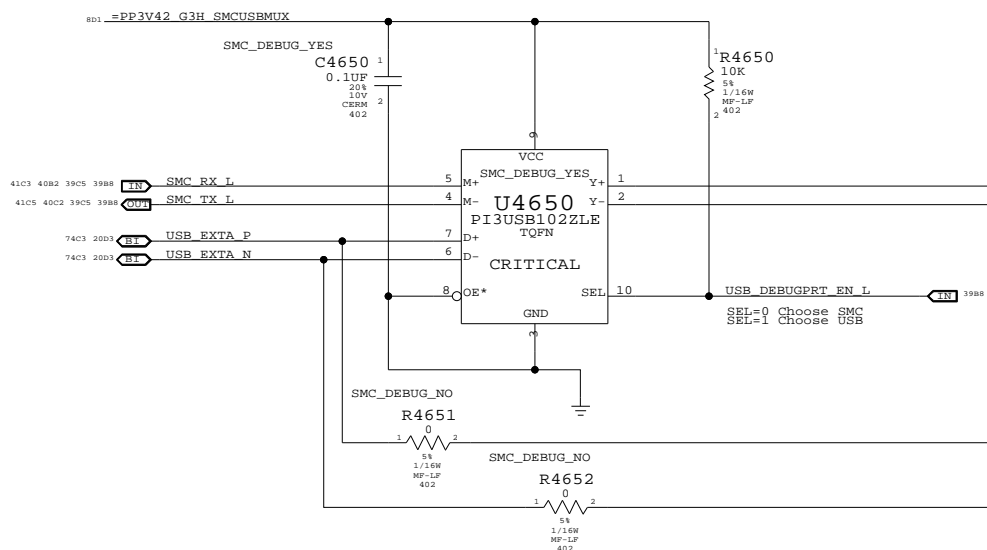 8D1 =PP3V42_G3H_SMCUSBMUX
SMC_DEBUG_YES
C4650 1
0.1UF
20%
10V
CERM 2
402
1 R4650
10K
5%
1/16W
MF-LF
402
2
9
VCC
SMC_DEBUG_YES
41C3 40B2 39C5 39B8 IN SMC_RX_L 5 M+ Y+ 1
41C5 40C2 39C5 39B8 OUT SMC_TX_L 4 M- Y- 2
U4650
PI3USB102ZLE
TQFN
74C3 20D3 BI USB_EXTA_P 7 D+
74C3 20D3 BI USB_EXTA_N 6 D-
CRITICAL
8 OE* SEL 10 USB_DEBUGPRT_EN_L IN 39B8
SEL=0 Choose SMC
SEL=1 Choose USB
GND
3
SMC_DEBUG_NO
R4651
0
1 2
5%
1/16W
MF-LF
402
SMC_DEBUG_NO
R4652
0
1 2
5%
1/16W
MF-LF
402